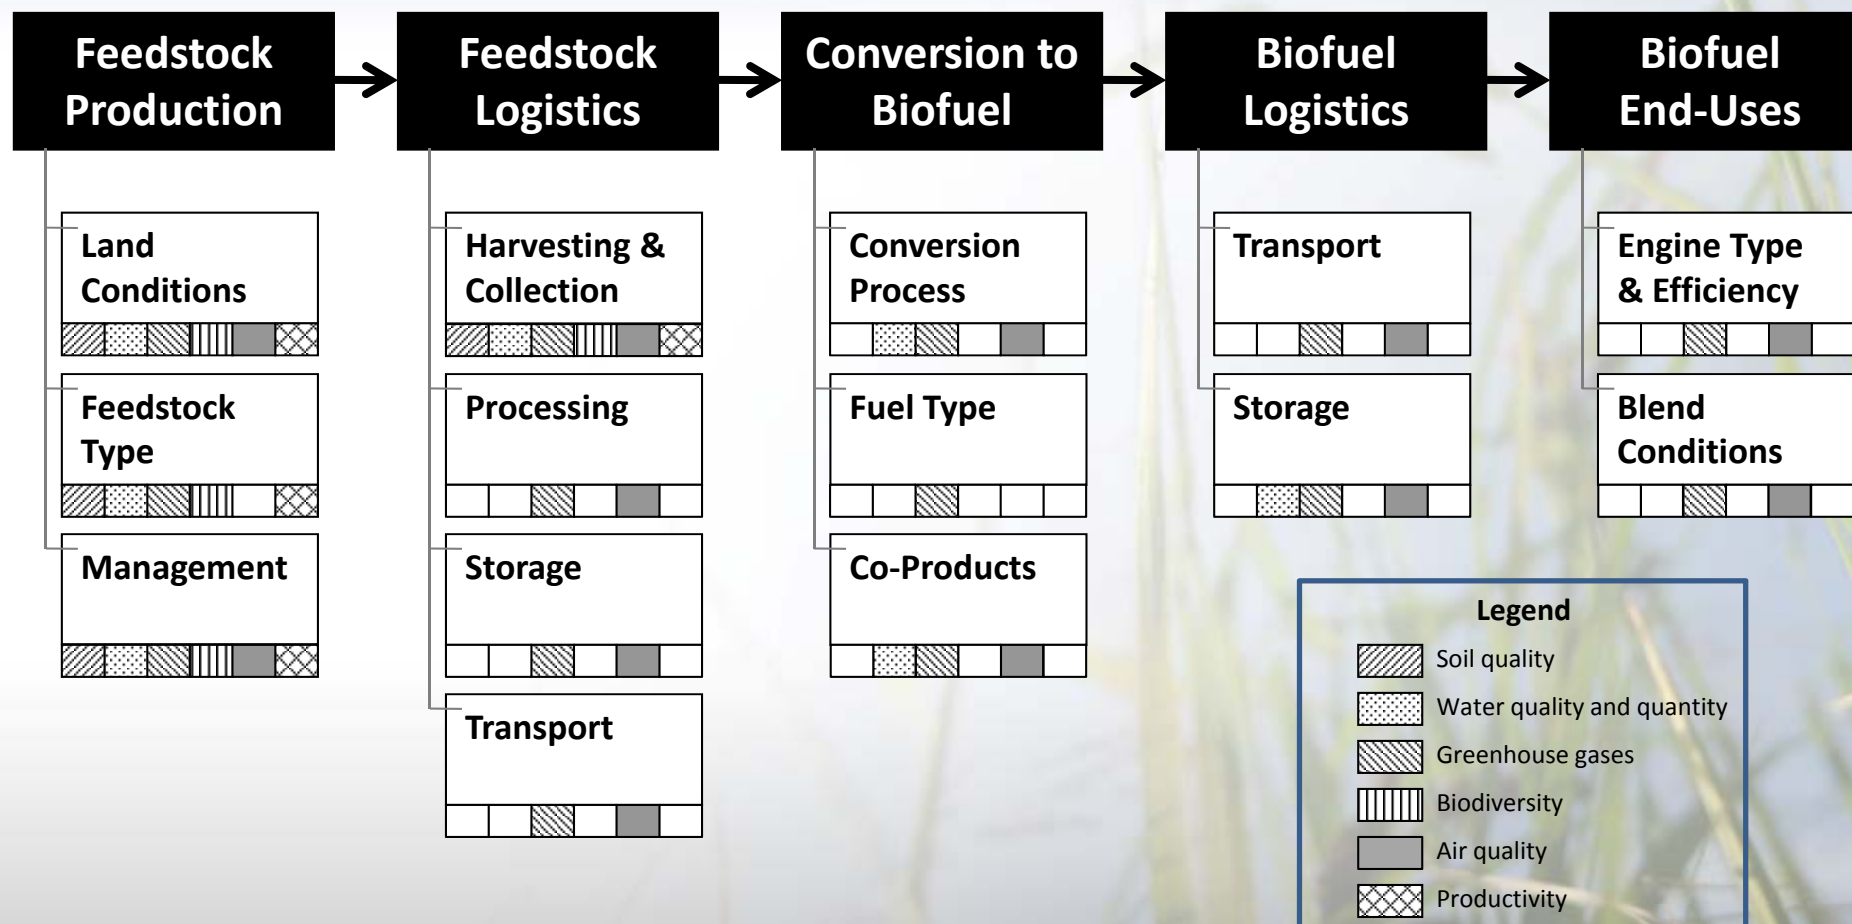 Feedstock
Production
Feedstock
Logistics
Conversion to
Biofuel
Biofuel
Logistics
Biofuel
End-Uses
Land
Conditions
Feedstock
Type
Management
Harvesting &
Collection
Processing
Storage
Transport
Conversion
Process
Fuel Type
Co-Products
Transport
Storage
Engine Type
& Efficiency
Blend
Conditions
Legend
Soil quality
Water quality and quantity
Greenhouse gases
Biodiversity
Air quality
Productivity